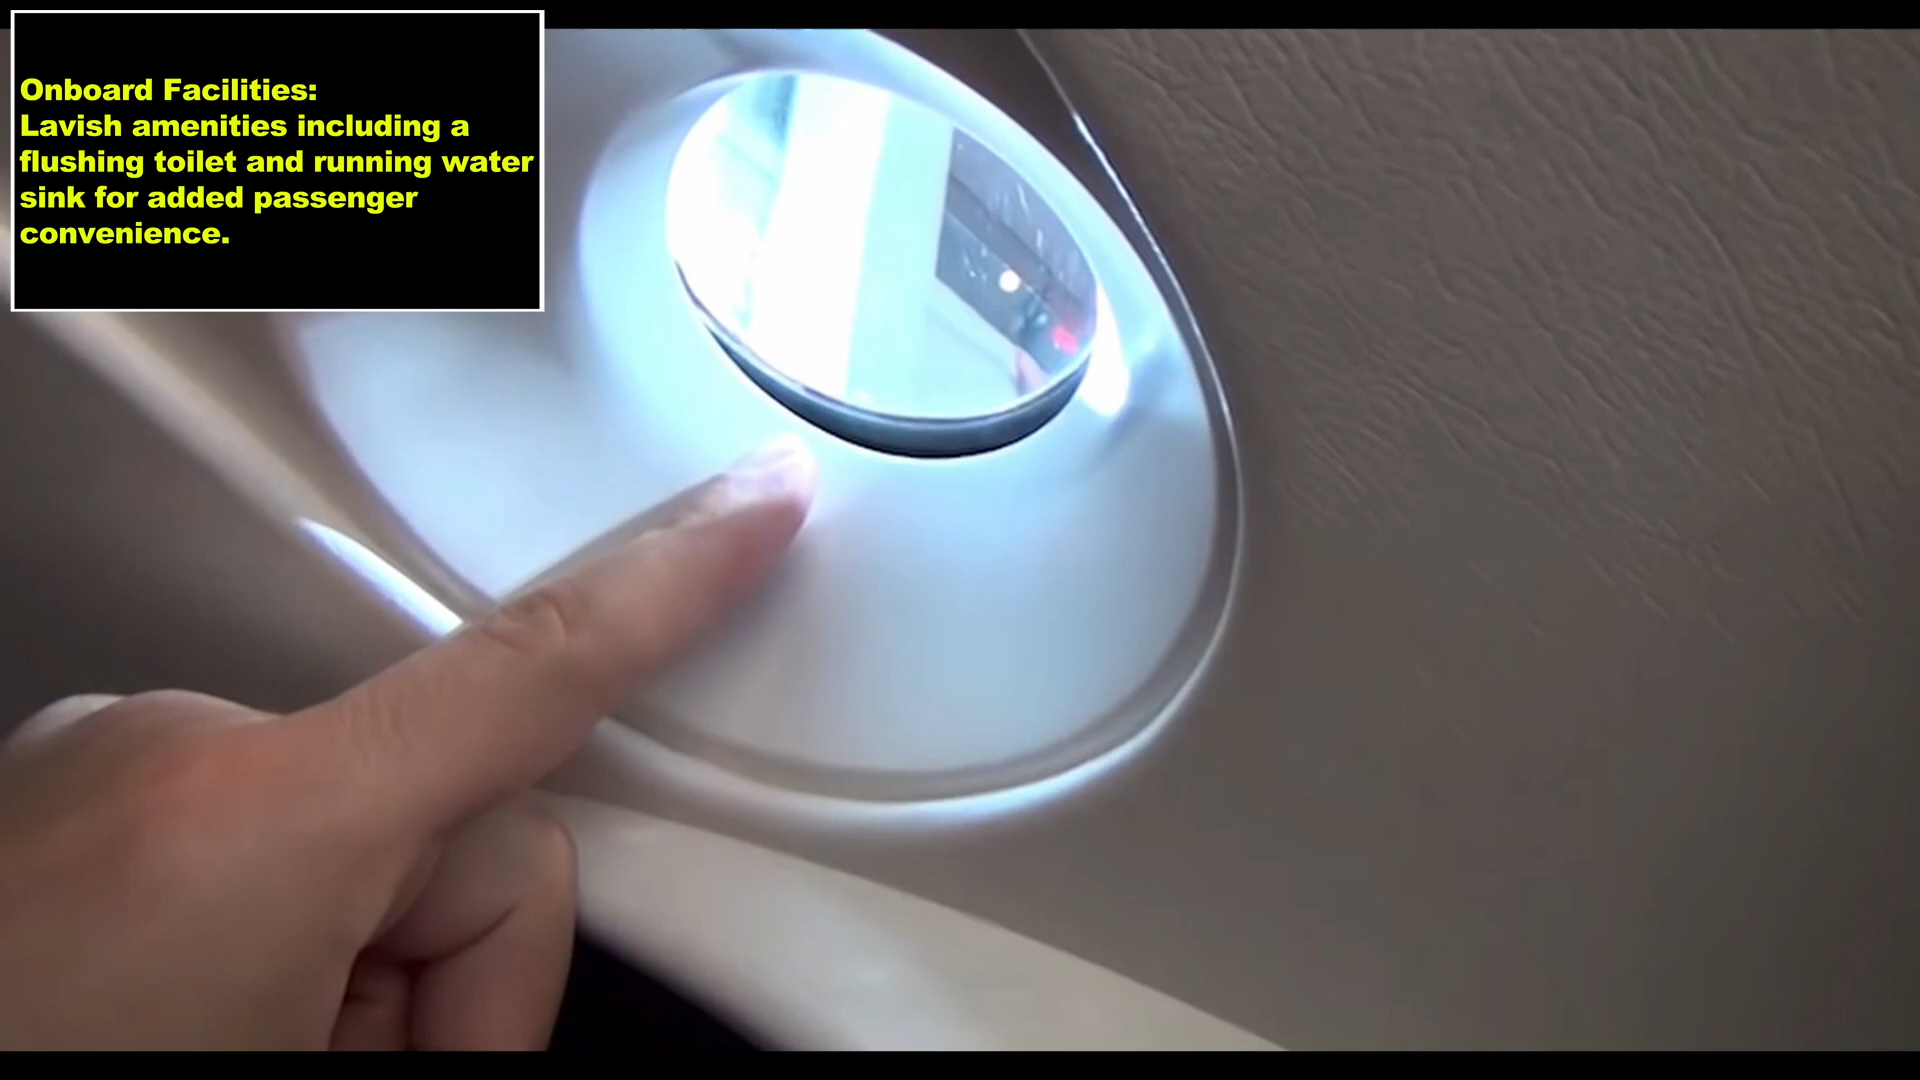 Onboard Facilities:
Lavish amenities including a
flushing toilet and running water
sink for added passenger
convenience.